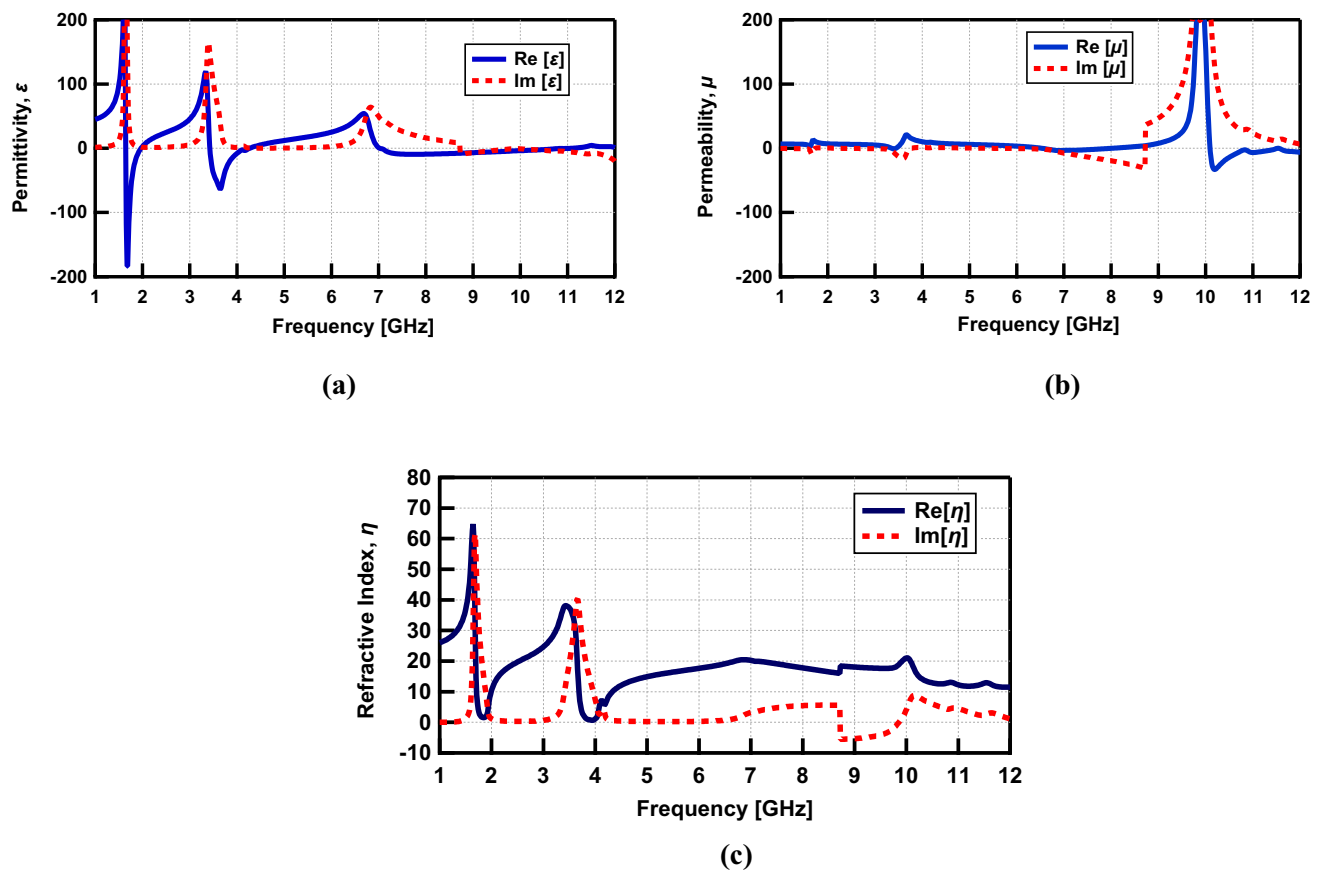 200
100
0
-100
-200
Permittivity, ε
Re [ε]
Im [ε]
1 2 3 4 5 6 7 8 9 10 11 12
Frequency [GHz]
(a)
200
100
0
-100
-200
Permeability, μ
Re [μ]
Im [μ]
1 2 3 4 5 6 7 8 9 10 11 12
Frequency [GHz]
(b)
80
70
60
50
40
30
20
10
0
-10
Refractive Index, η
Re[η]
Im[η]
1 2 3 4 5 6 7 8 9 10 11 12
Frequency [GHz]
(c)